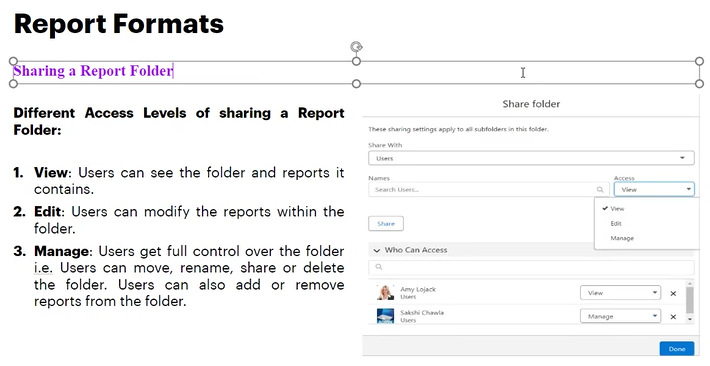 Report Formats
Sharing a Report Folder
Different Access Levels of sharing a Report
Folder:
1. View: Users can see the folder and reports it
contains.
2. Edit: Users can modify the reports within the
folder.
3. Manage: Users get full control over the folder
i.e. Users can move, rename, share or delete
the folder. Users can also add or remove
reports from the folder.
Share folder
These sharing settings apply to all subfolders in this folder.
Share With
Users
Names
Access
Search Users...
View
View
Edit
Manage
Share
Who Can Access
Amy Lojack
Users
View
Sakshi Chawla
Users
Manage
Done